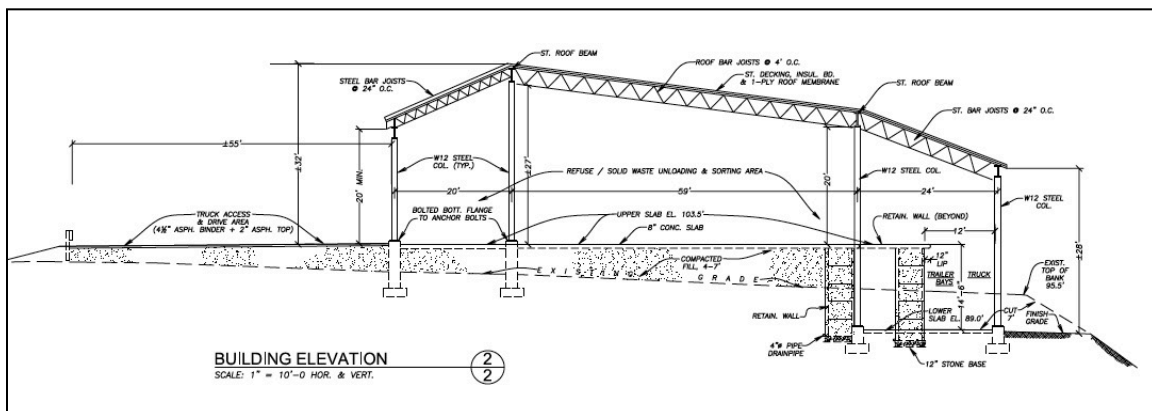 ST. ROOF BEAM
ROOF BAR JOISTS @ 4' O.C.
ST. DECKING, INSUL. BD.
& 1-PLY ROOF MEMBRANE
STEEL BAR JOISTS
@ 24" O.C.
ST. ROOF BEAM
ST. BAR JOISTS @ 24" O.C.
±55'
±32'
20' MIN.
W12 STEEL
COL. (TYP.)
±27'
REFUSE / SOLID WASTE UNLOADING & SORTING AREA
20'
W12 STEEL COL.
20'
59'
24'
W12 STEEL
COL.
TRUCK ACCESS
& DRIVE AREA
(4½" ASPH. BINDER + 2" ASPH. TOP)
BOLTED BOTT. FLANGE
TO ANCHOR BOLTS
UPPER SLAB EL. 103.5'
8" CONC. SLAB
RETAIN. WALL
(BEYOND)
12'
±28'
COMPACTED
FILL, 4-7'
EXISTING GRADE
12"
LIP
TRAILER
BAYS
TRUCK
14'-6"
EXIST.
TOP OF
BANK
95.5'
RETAIN. WALL
LOWER
SLAB EL. 89.0'
CUT
7'
FINISH
GRADE
4"ø PIPE
DRAINPIPE
12" STONE BASE
BUILDING ELEVATION
SCALE: 1" = 10'-0 HOR. & VERT.
2
2